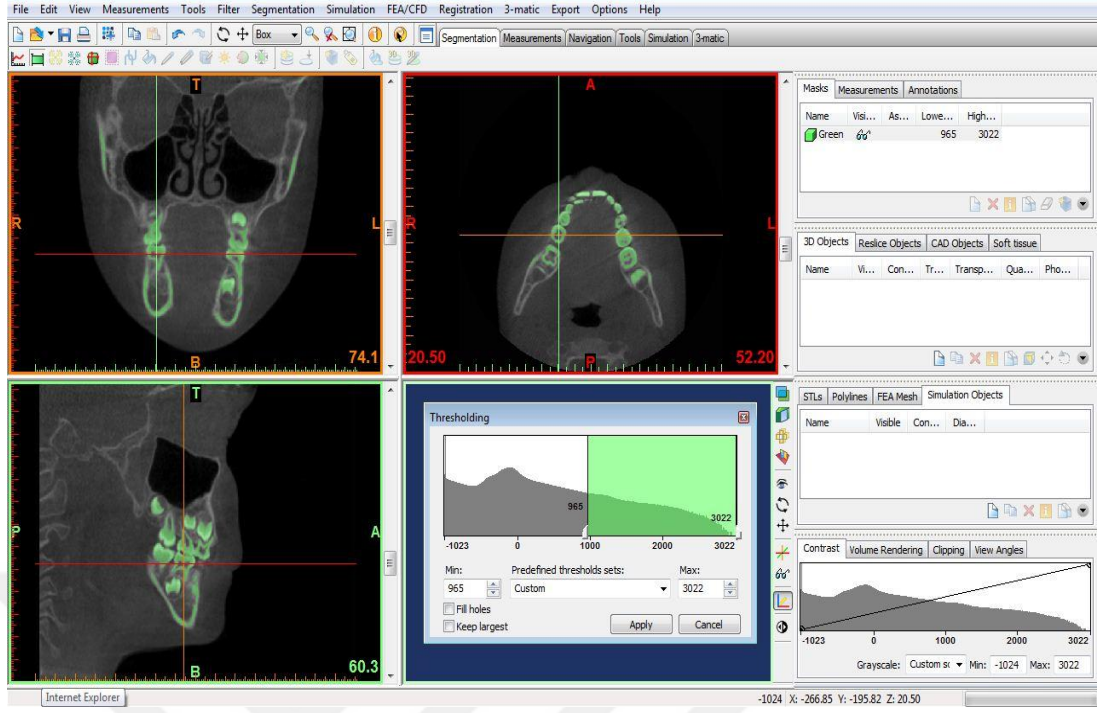 File Edit View Measurements Tools Filter Segmentation Simulation FEA/CFD Registration 3-matic Export Options Help
Box
Segmentation Measurements Navigation Tools Simulation 3-matic
T
R
L
B
74.1
A
R
L
P
20.50
52.20
T
P
A
B
60.3
Masks Measurements Annotations
Name Visi... As... Lowe... High...
Green 965 3022
3D Objects Reslice Objects CAD Objects Soft tissue
Name Vi... Con... Tr... Transp... Qua... Pho...
Thresholding
965
3022
-1023 0 1000 2000 3022
Min: Predefined thresholds sets: Max:
965 Custom 3022
Fill holes
Keep largest
Apply Cancel
STLs Polylines FEA Mesh Simulation Objects
Name Visible Con... Dia...
Contrast Volume Rendering Clipping View Angles
-1023 0 1000 2000 3022
Grayscale: Custom sc Min: -1024 Max: 3022
Internet Explorer
-1024 X: -266.85 Y: -195.82 Z: 20.50